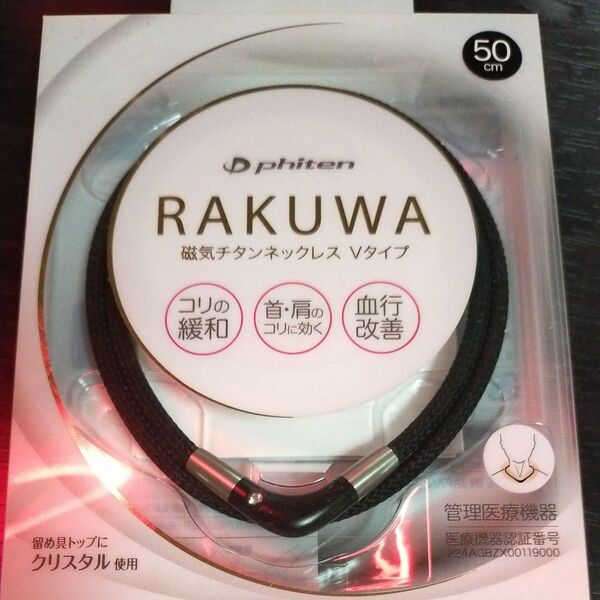 50
cm
phiten
RAKUWA
磁気チタンネックレス Vタイプ
コリの
緩和
首・肩の
コリに効く
血行
改善
管理医療機器
医療機器認証番号
224AGBZX00119000
留め具トップに
クリスタル使用